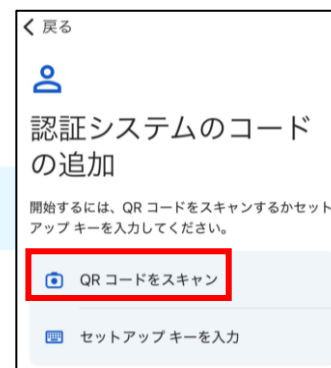 戻る
認証システムのコード
の追加
開始するには、QR コードをスキャンするかセット
アップ キーを入力してください。
QR コードをスキャン
セットアップ キーを入力